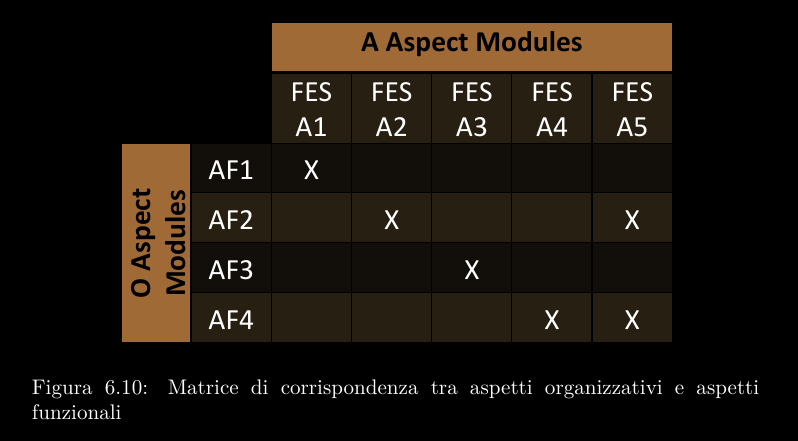 A Aspect Modules
FES FES FES FES FES
A1 A2 A3 A4 A5
O Aspect
Modules
AF1 X
AF2 X X
AF3 X
AF4 X X
Figura 6.10: Matrice di corrispondenza tra aspetti organizzativi e aspetti
funzionali